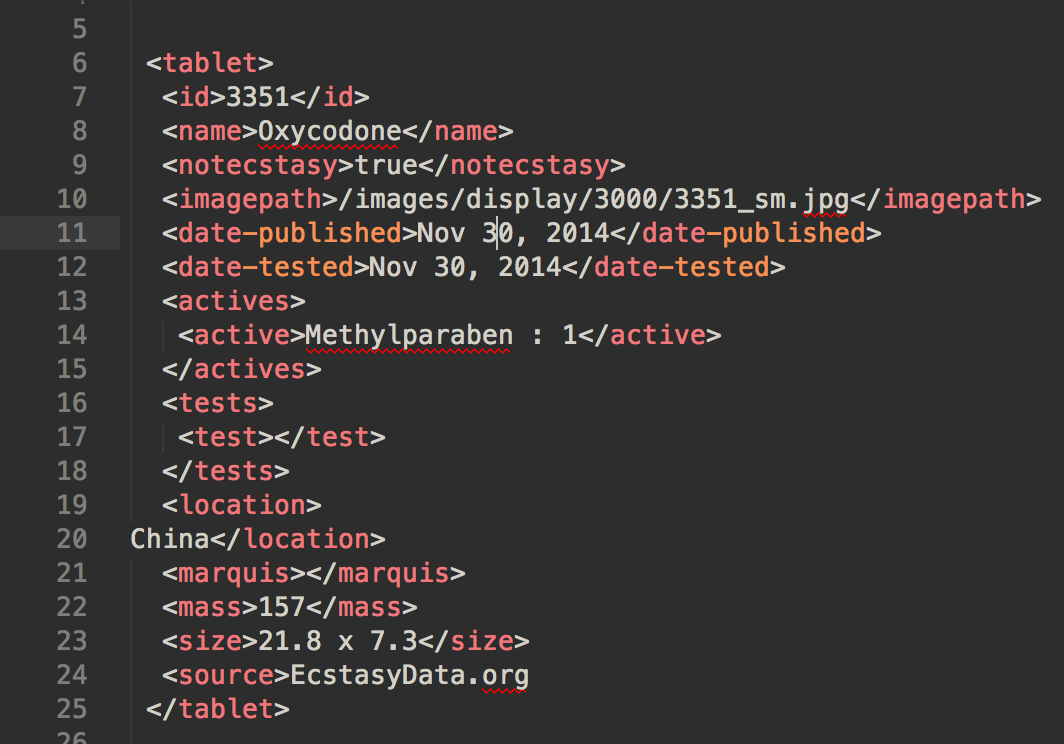 5
6 <tablet>
7 <id>3351</id>
8 <name>Oxycodone</name>
9 <notecstasy>true</notecstasy>
10 <imagepath>/images/display/3000/3351_sm.jpg</imagepath>
11 <date-published>Nov 30, 2014</date-published>
12 <date-tested>Nov 30, 2014</date-tested>
13 <actives>
14 <active>Methylparaben : 1</active>
15 </actives>
16 <tests>
17 <test></test>
18 </tests>
19 <location>
20 China</location>
21 <marquis></marquis>
22 <mass>157</mass>
23 <size>21.8 x 7.3</size>
24 <source>EcstasyData.org
25 </tablet>
26